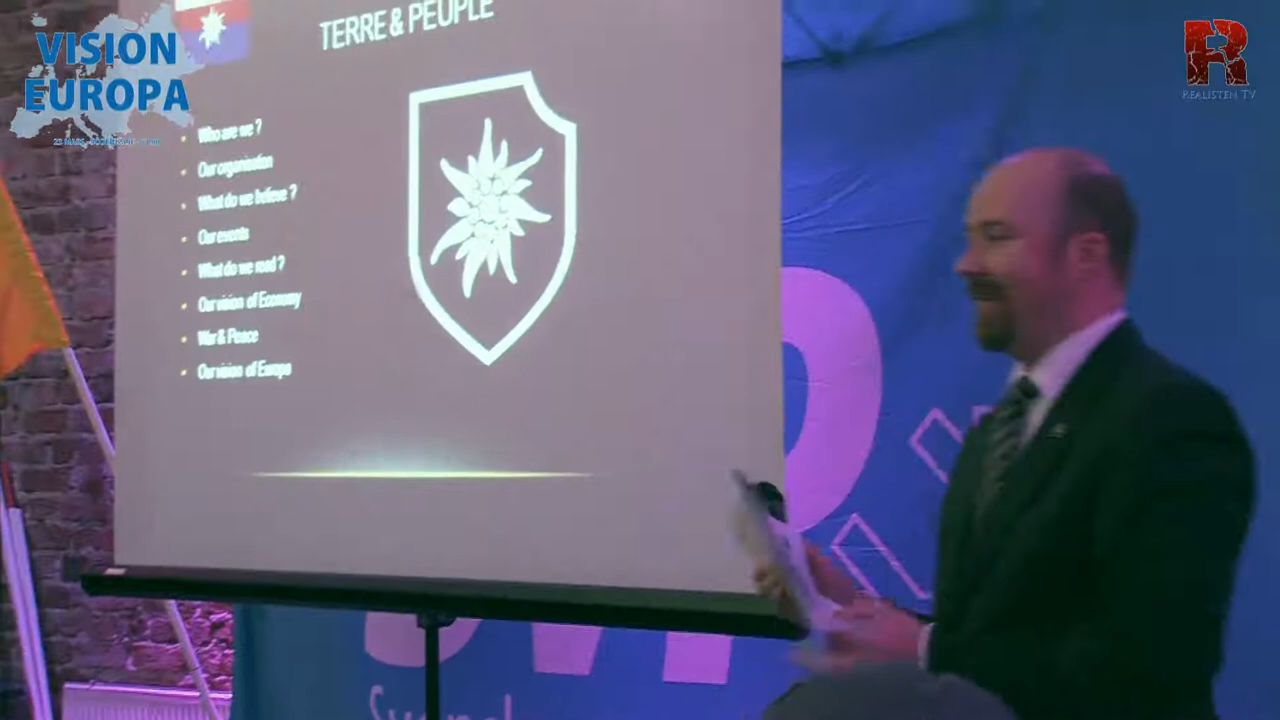 VISION
EUROPA
TERRE & PEUPLE
REALISTEN TV
Who are we ?
Our organisation
What do we believe ?
Our events
What do we read ?
Our vision of Economy
War & Peace
Our vision of Europa